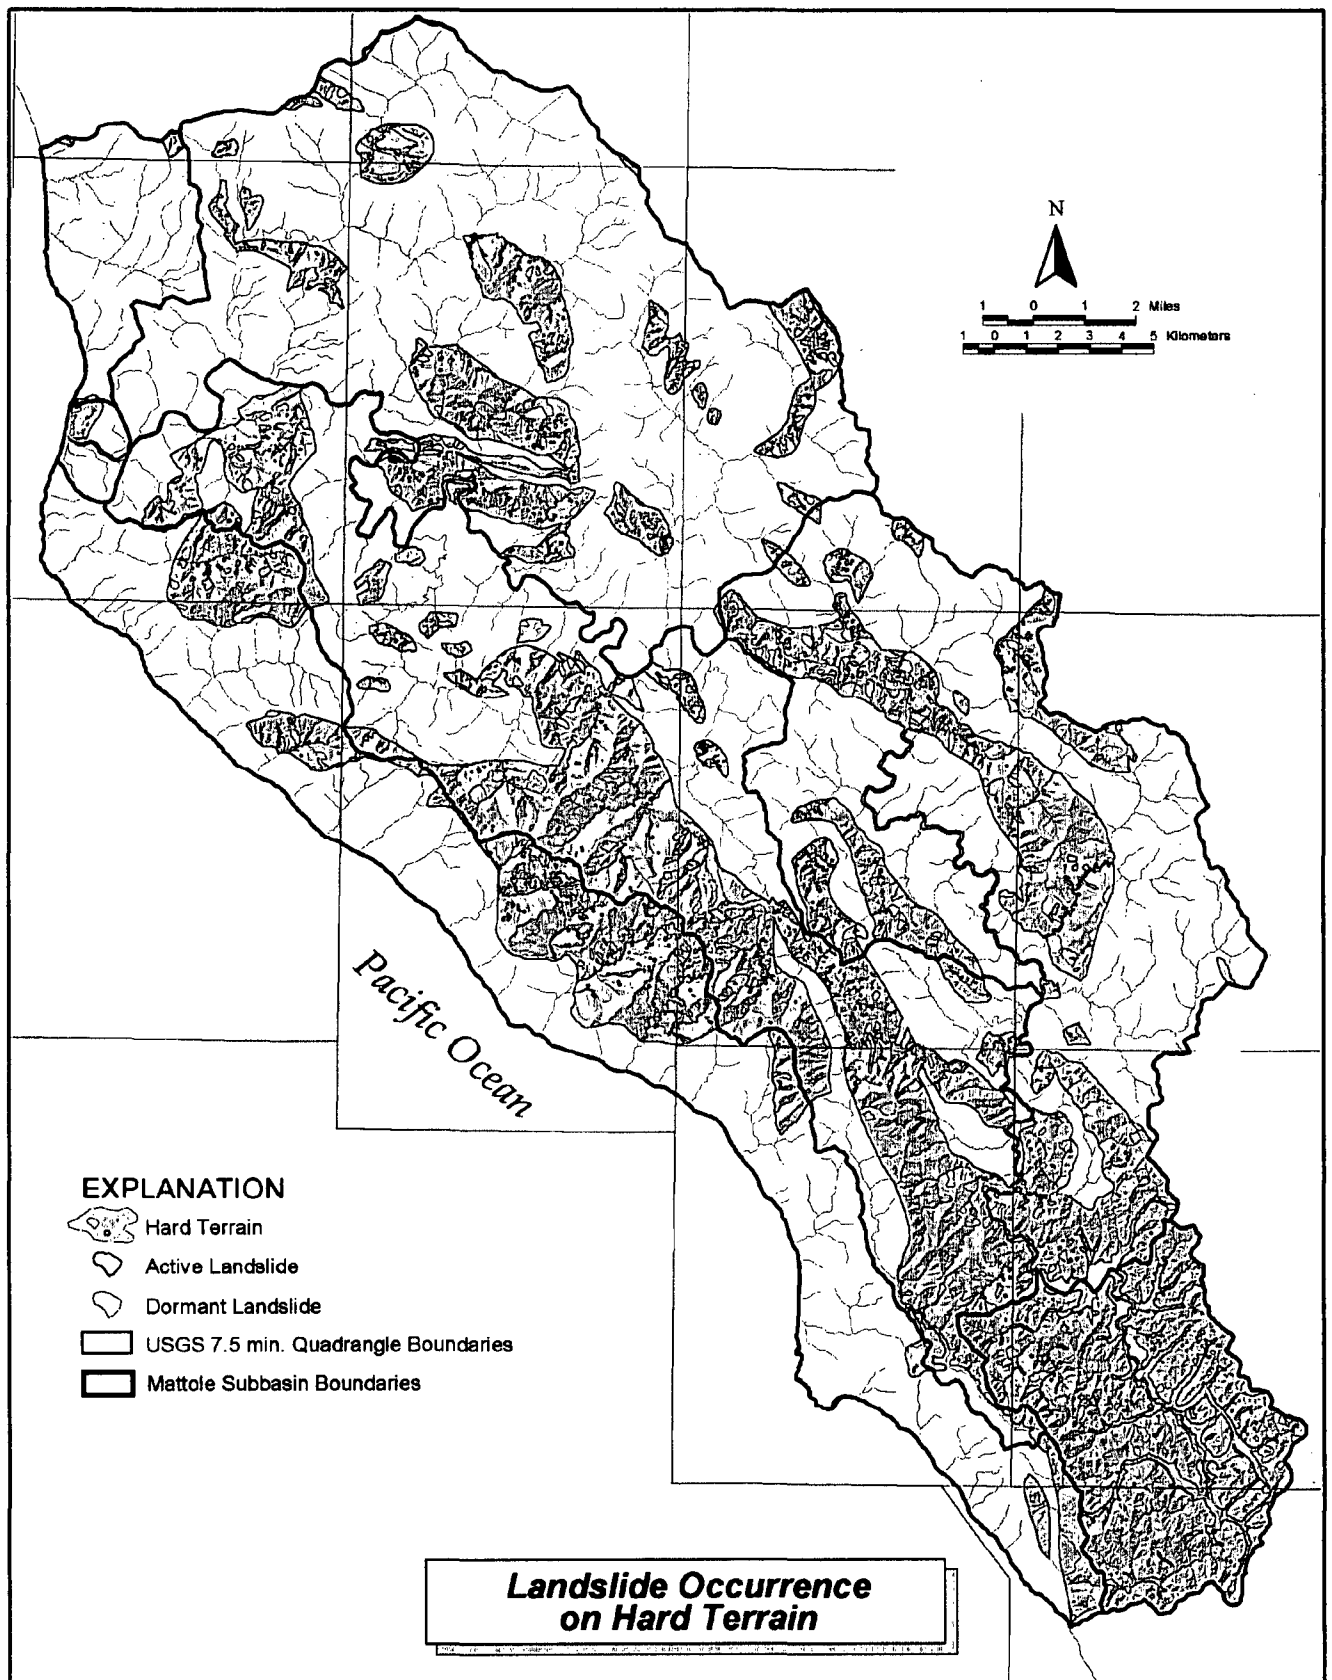 N
1 0 1 2 Miles
1 0 1 2 3 4 5 Kilometers
Pacific Ocean
EXPLANATION
Hard Terrain
Active Landslide
Dormant Landslide
USGS 7.5 min. Quadrangle Boundaries
Mattole Subbasin Boundaries
Landslide Occurrence
on Hard Terrain